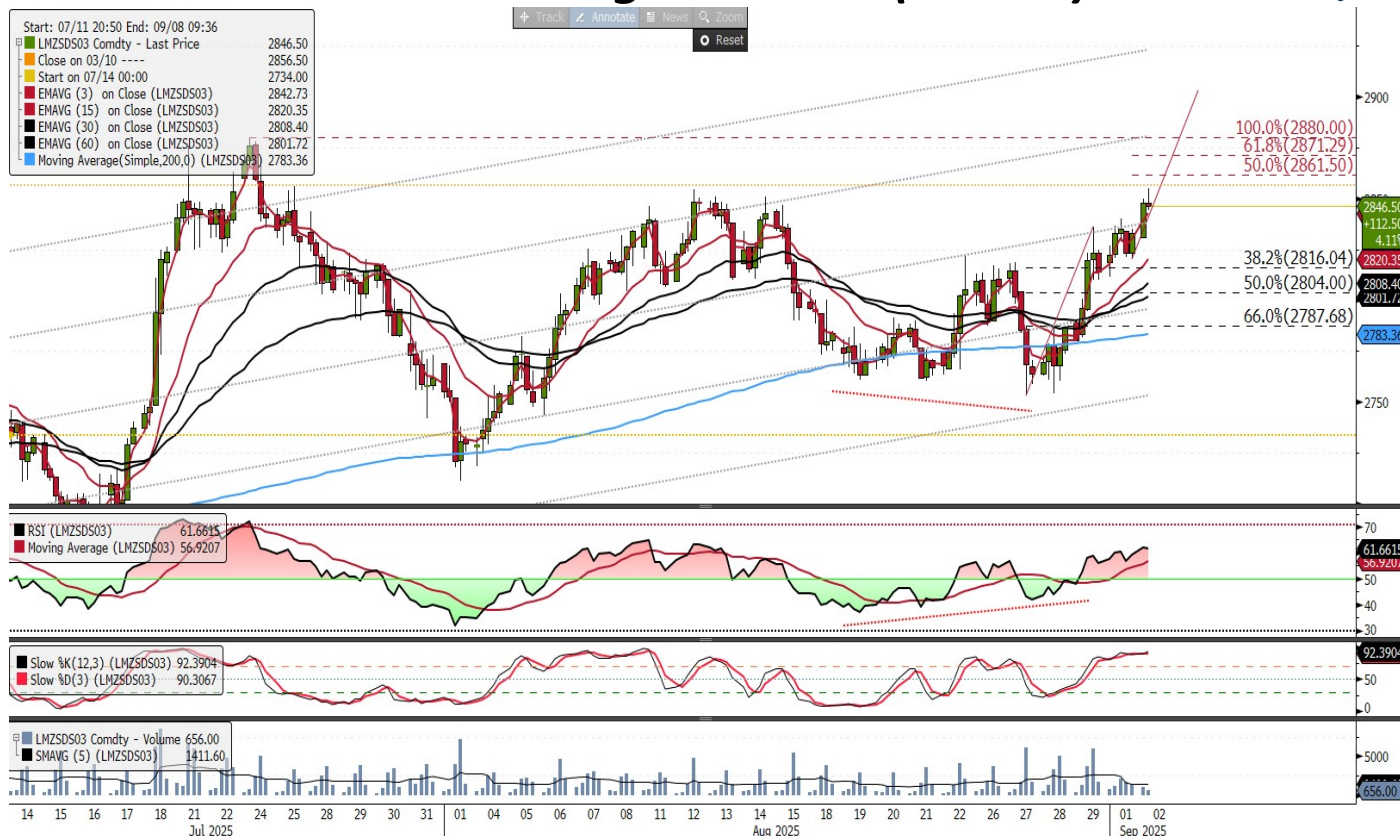 Track Annotate News Zoom
Reset
Start: 07/11 20:50 End: 09/08 09:36
LMZSDS03 Comdty - Last Price 2846.50
Close on 03/10 ---- 2856.50
Start on 07/14 00:00 2734.00
EMAVG (3) on Close (LMZSDS03) 2842.73
EMAVG (15) on Close (LMZSDS03) 2820.35
EMAVG (30) on Close (LMZSDS03) 2808.40
EMAVG (60) on Close (LMZSDS03) 2801.72
Moving Average(Simple,200,0) (LMZSDS03) 2783.36
2900
100.0%(2880.00)
61.8%(2871.29)
50.0%(2861.50)
2846.50
+112.50
4.11%
38.2%(2816.04)
2820.35
50.0%(2804.00)
2808.40
2801.72
66.0%(2787.68)
2783.36
2750
RSI (LMZSDS03) 61.6615
Moving Average (LMZSDS03) 56.9207
70
61.6615
56.9207
50
40
30
Slow %K(12,3) (LMZSDS03) 92.3904
Slow %D(3) (LMZSDS03) 90.3067
92.3904
50
0
LMZSDS03 Comdty - Volume 656.00
SMAVG (5) (LMZSDS03) 1411.60
5000
656.00
14 15 16 17 18 21 22 24 25 28 29 30 31 01 04 05 06 07 08 11 12 13 14 15 18 19 20 21 22 26 27 28 29 01 02
Jul 2025 Aug 2025 Sep 2025